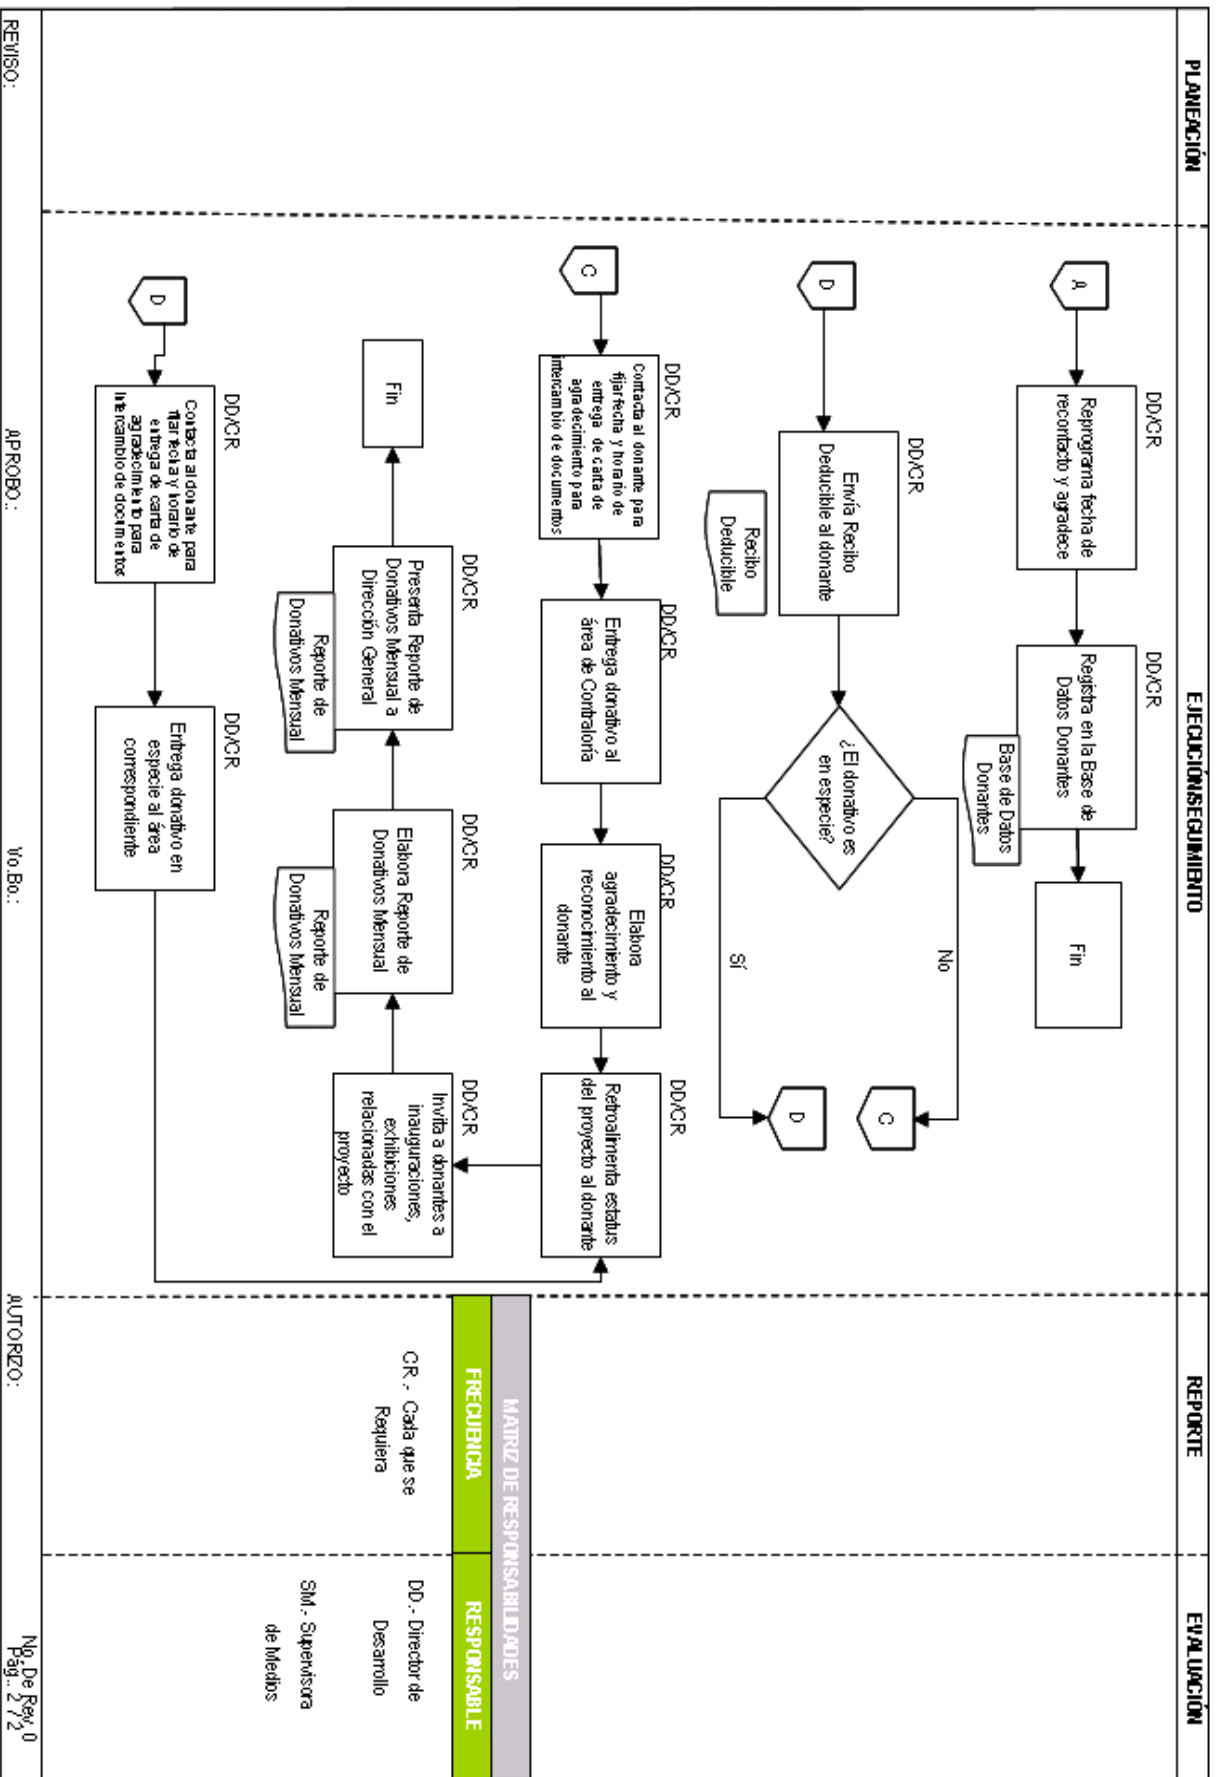 PLANEACIÓN
EJECUCIÓN/SEGUIMIENTO
REPORTE
EVALUACIÓN
A
DD/CR
Reprograma fecha de
recontacto y agradece
DD/CR
Registra en la Base de
Datos Donantes
Base de Datos
Donantes
Fin
D
DD/CR
Envía Recibo
Deducible al donante
Recibo
Deducible
¿El donativo es
en especie?
No
Sí
C
D
C
DD/CR
Contacta al donante para
fijar fecha y horario de
entrega de carta de
agradecimiento para
intercambio de documentos
DD/CR
Entrega donativo al
área de Contraloría
DD/CR
Elabora
agradecimiento y
reconocimiento al
donante
DD/CR
Retroalimenta estatus
del proyecto al donante
DD/CR
Invita a donantes a
inauguraciones,
exhibiciones
relacionadas con el
proyecto
DD/CR
Elabora Reporte de
Donativos Mensual
Reporte de
Donativos Mensual
DD/CR
Presenta Reporte de
Donativos Mensual a
Dirección General
Reporte de
Donativos Mensual
Fin
D
DD/CR
Contacta al donante para
fijar fecha y horario de
entrega de carta de
agradecimiento para
intercambio de documentos
DD/CR
Entrega donativo en
especie al área
correspondiente
MATRIZ DE RESPONSABILIDADES
FRECUENCIA
RESPONSABLE
CR.- Cada que se
Requiera
DD.- Director de
Desarrollo
SM.- Supervisora
de Medios
REVISO:
APROBO.:
Vo.Bo.:
AUTORIZO:
No. De Rev. 0
Pág.. 2 / 2